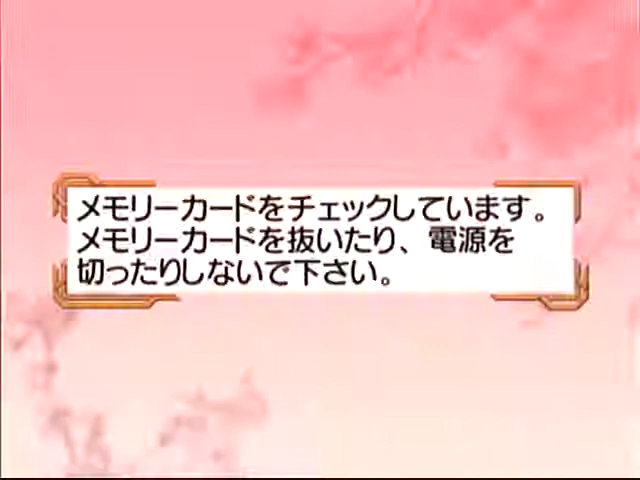 メモリーカードをチェックしています。
メモリーカードを抜いたり、電源を
切ったりしないで下さい。